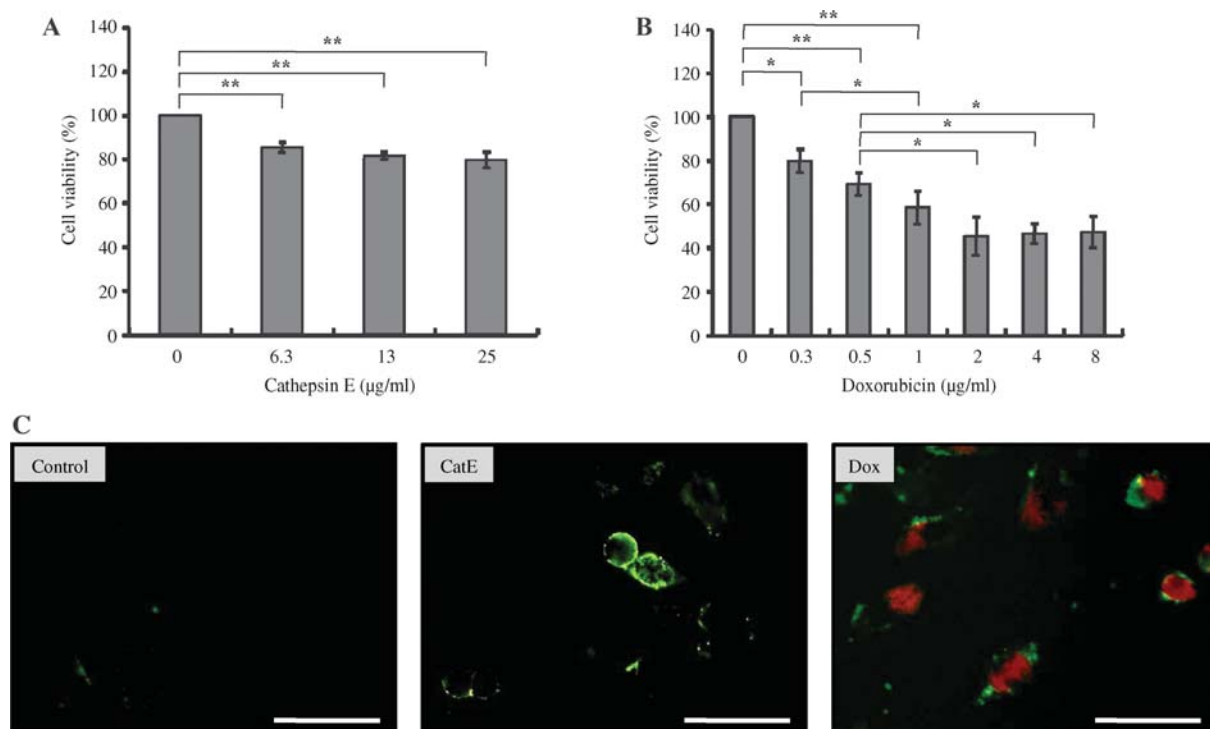 A
140
120
100
80
60
40
20
0
Cell viability (%)
**
**
**
0 6.3 13 25
Cathepsin E (µg/ml)
B
140
120
100
80
60
40
20
0
Cell viability (%)
**
**
*
*
*
*
*
0 0.3 0.5 1 2 4 8
Doxorubicin (µg/ml)
C
Control
CatE
Dox